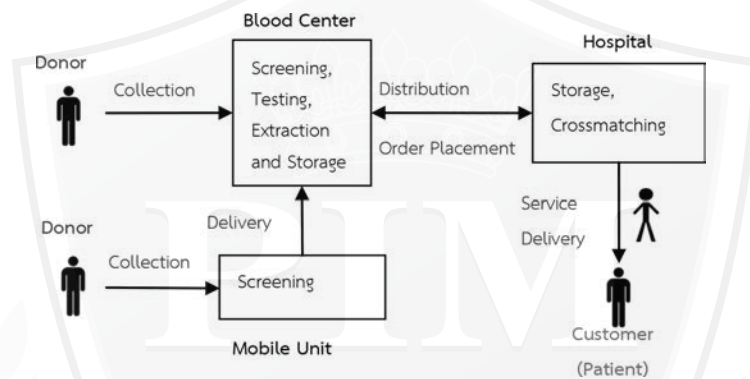 Blood Center
Hospital
Donor
Collection
Screening,
Testing,
Extraction
and Storage
Distribution
Order Placement
Storage,
Crossmatching
Donor
Collection
Delivery
Screening
Mobile Unit
Service
Delivery
Customer
(Patient)
PIM